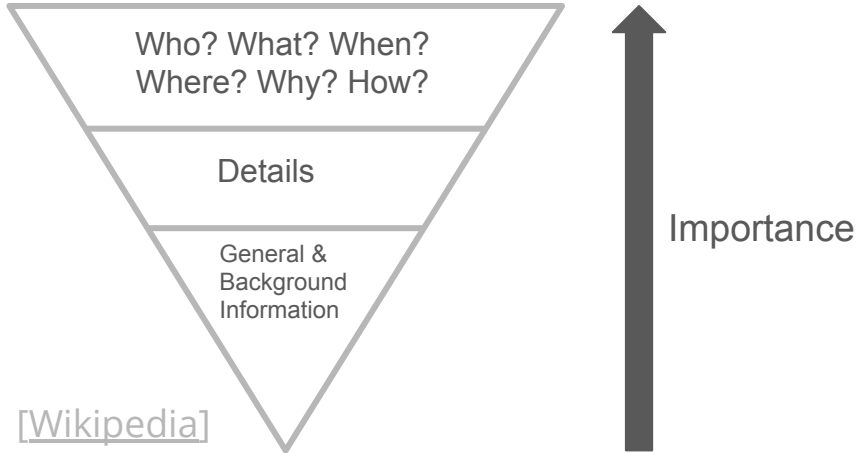 Who? What? When?
Where? Why? How?
Details
General &
Background
Information
Importance
[Wikipedia]